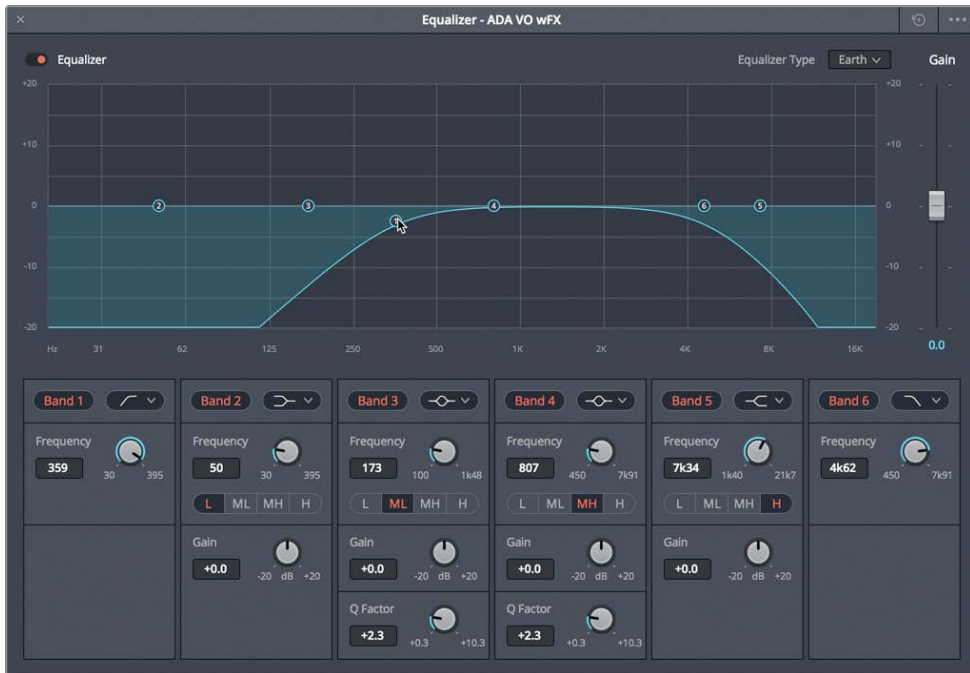 Equalizer - ADA VO wFX
Equalizer
Equalizer Type Earth Gain
+20 +20
+10 +10
0 2 3 4 6 5 0
1
-10 -10
-20 -20
Hz 31 62 125 250 500 1K 2K 4K 8K 16K 0.0
Band 1 Band 2 Band 3 Band 4 Band 5 Band 6
Frequency Frequency Frequency Frequency Frequency Frequency
359 30 395 50 30 395 173 100 1k48 807 450 7k91 7k34 1k40 21k7 4k62 450 7k91
L ML MH H L ML MH H L ML MH H L ML MH H
Gain Gain Gain Gain
+0.0 -20 dB +20 +0.0 -20 dB +20 +0.0 -20 dB +20 +0.0 -20 dB +20
Q Factor Q Factor
+2.3 +0.3 +10.3 +2.3 +0.3 +10.3